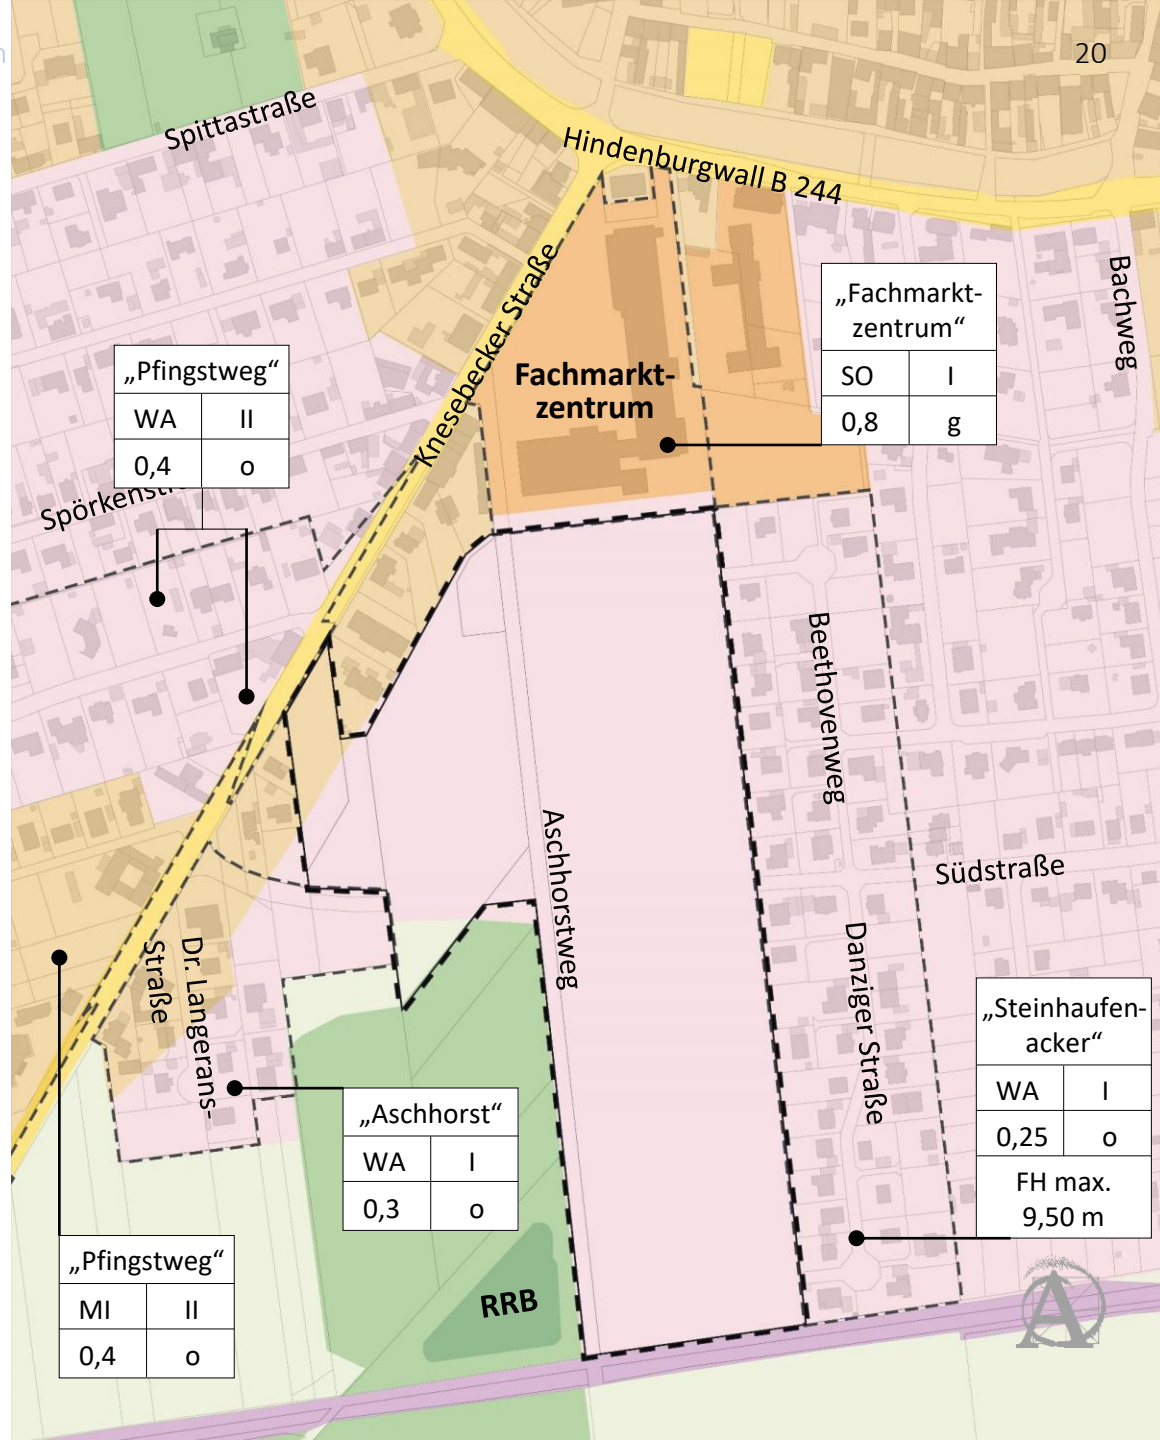 n
20
Spittastraße
Hindenburgwall B 244
Bachweg
Knesebecker Straße
„Fachmarkt-
zentrum“
SO I
0,8 g
„Pfingstweg“
WA II
0,4 o
Fachmarkt-
zentrum
Beethovenweg
Aschhorstweg
Südstraße
Dr. Langerans-
Straße
Danziger Straße
„Steinhaufen-
acker“
WA I
0,25 o
FH max.
9,50 m
„Aschhorst“
WA I
0,3 o
„Pfingstweg“
MI II
0,4 o
RRB
A